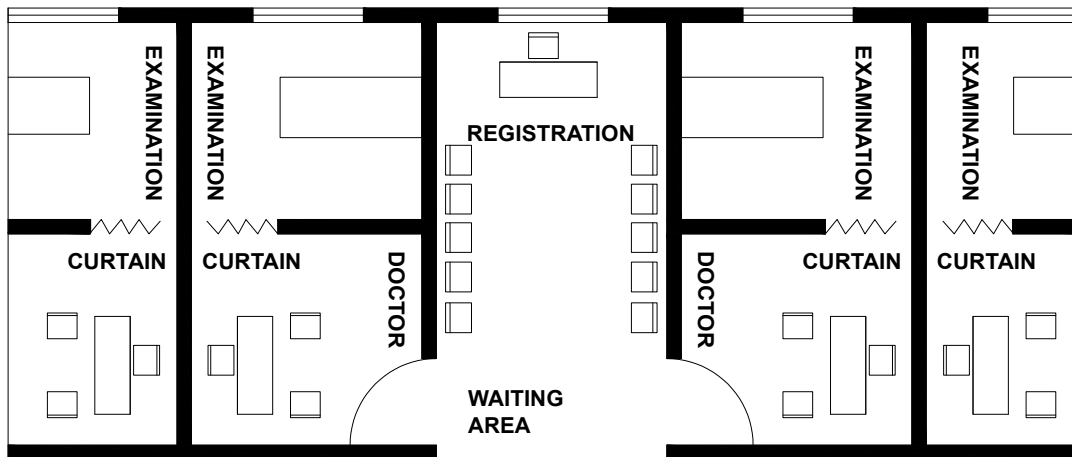 EXAMINATION
EXAMINATION
REGISTRATION
EXAMINATION
EXAMINATION
CURTAIN
CURTAIN
DOCTOR
DOCTOR
CURTAIN
CURTAIN
WAITING
AREA